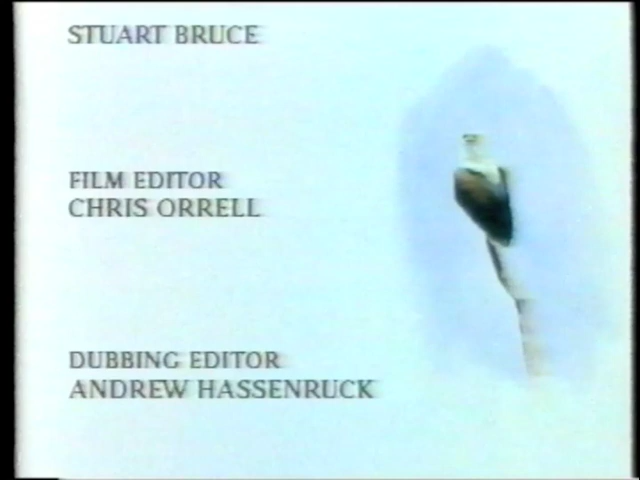 STUART BRUCE
FILM EDITOR
CHRIS ORRELL
DUBBING EDITOR
ANDREW HASSENRUCK